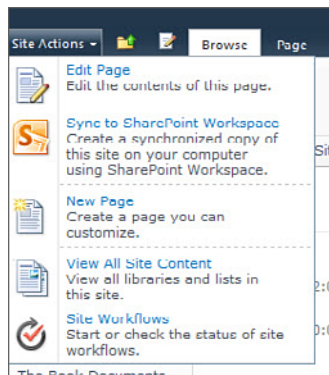 Site Actions
Browse
Page
Edit Page
Edit the contents of this page.
Sync to SharePoint Workspace
Create a synchronized copy of
this site on your computer
using SharePoint Workspace.
New Page
Create a page you can
customize.
View All Site Content
View all libraries and lists in
this site.
Site Workflows
Start or check the status of site
workflows.
The Book Documents